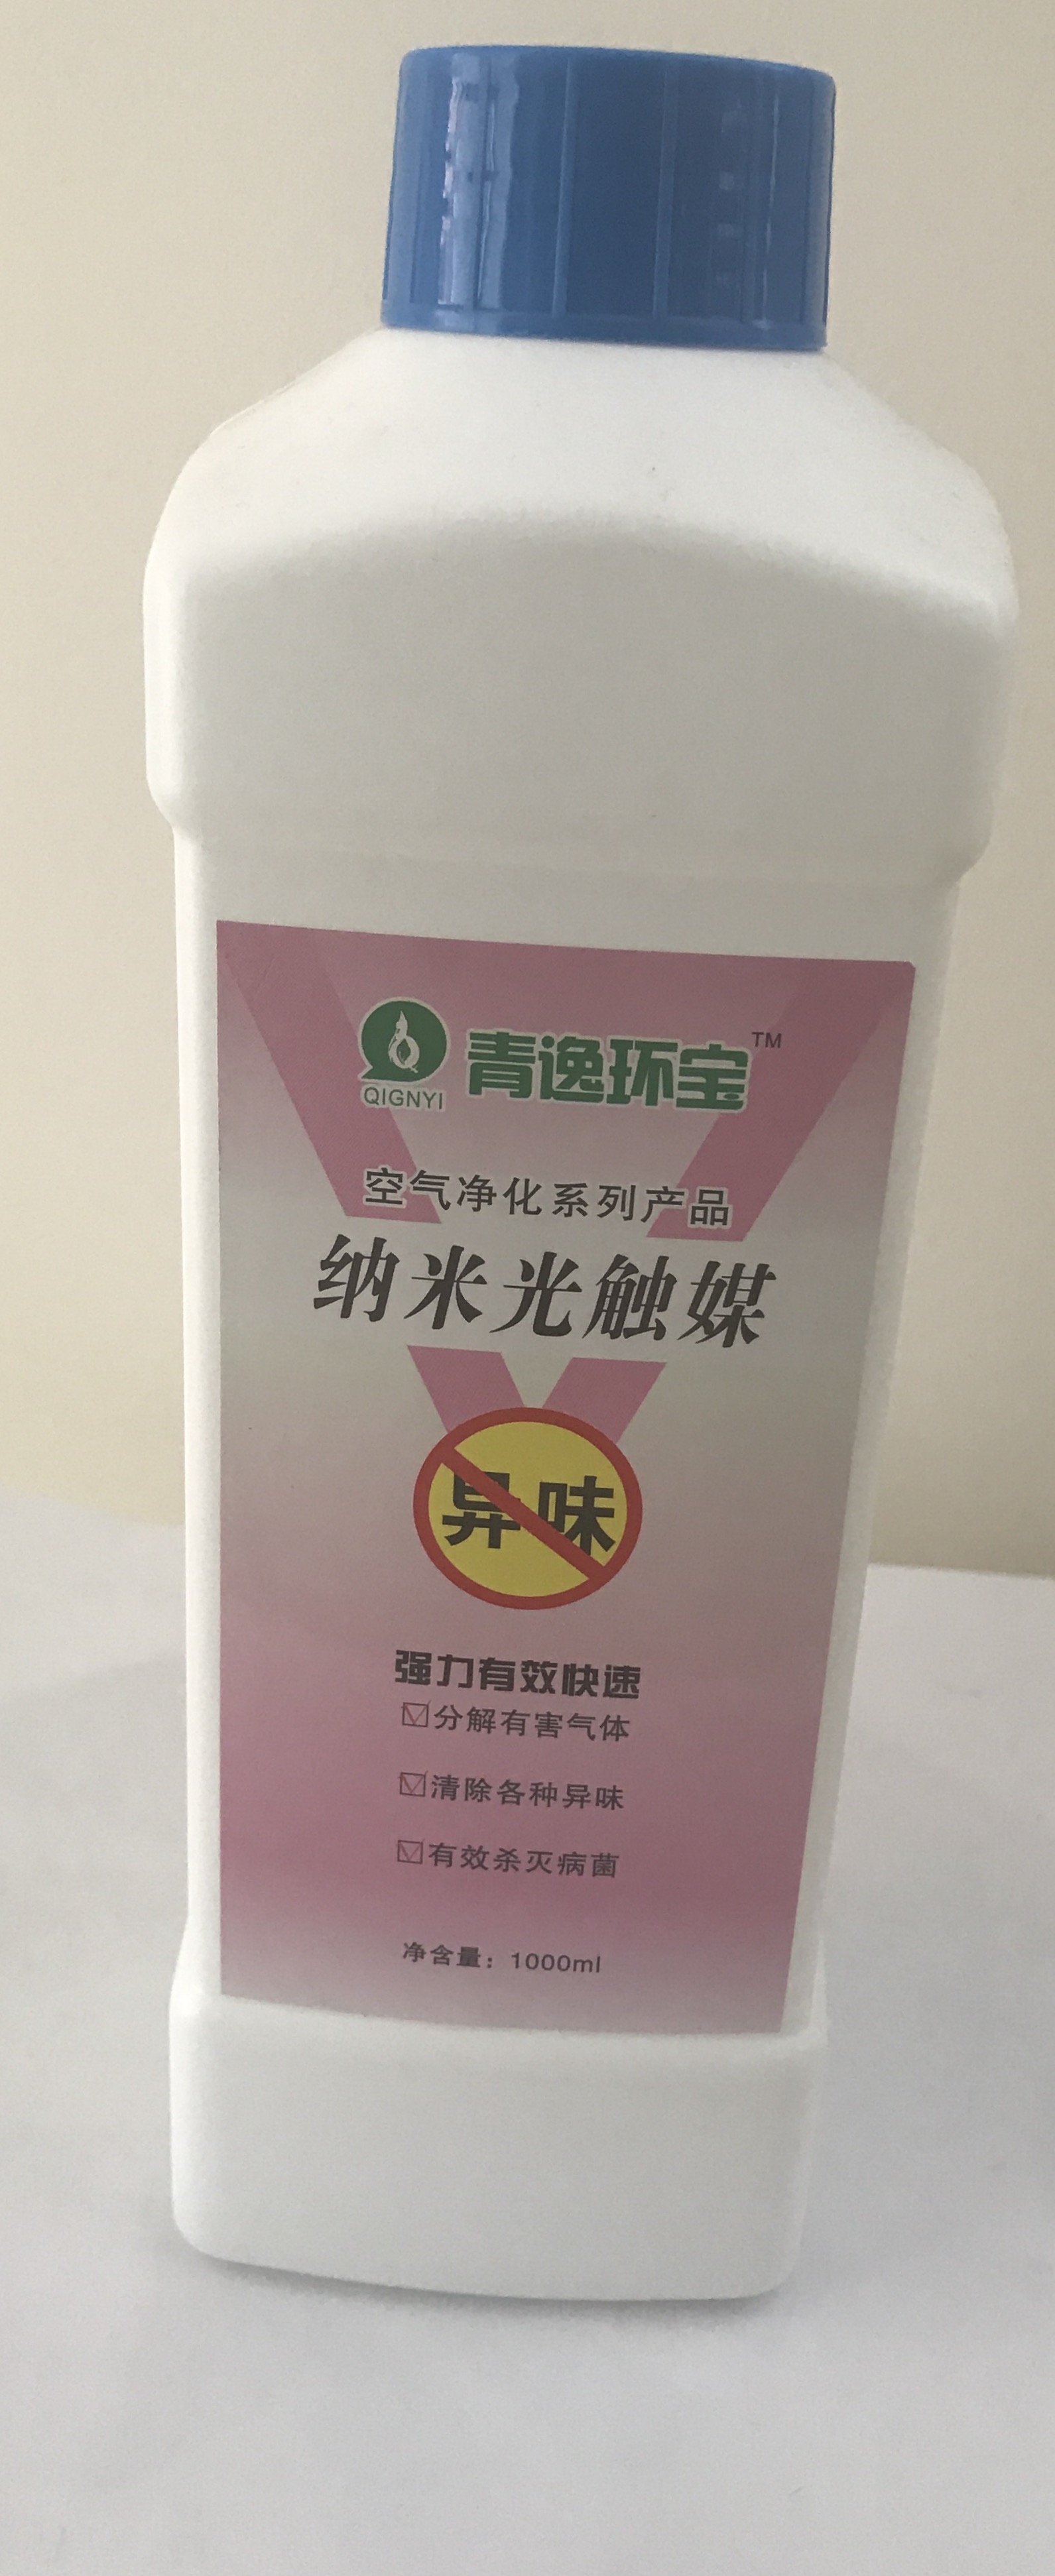 青逸环宝 TM
QIGNYI
空气净化系列产品
纳米光触媒
异味
强力有效快速
☑分解有害气体
☑清除各种异味
☑有效杀灭病菌
净含量：1000ml